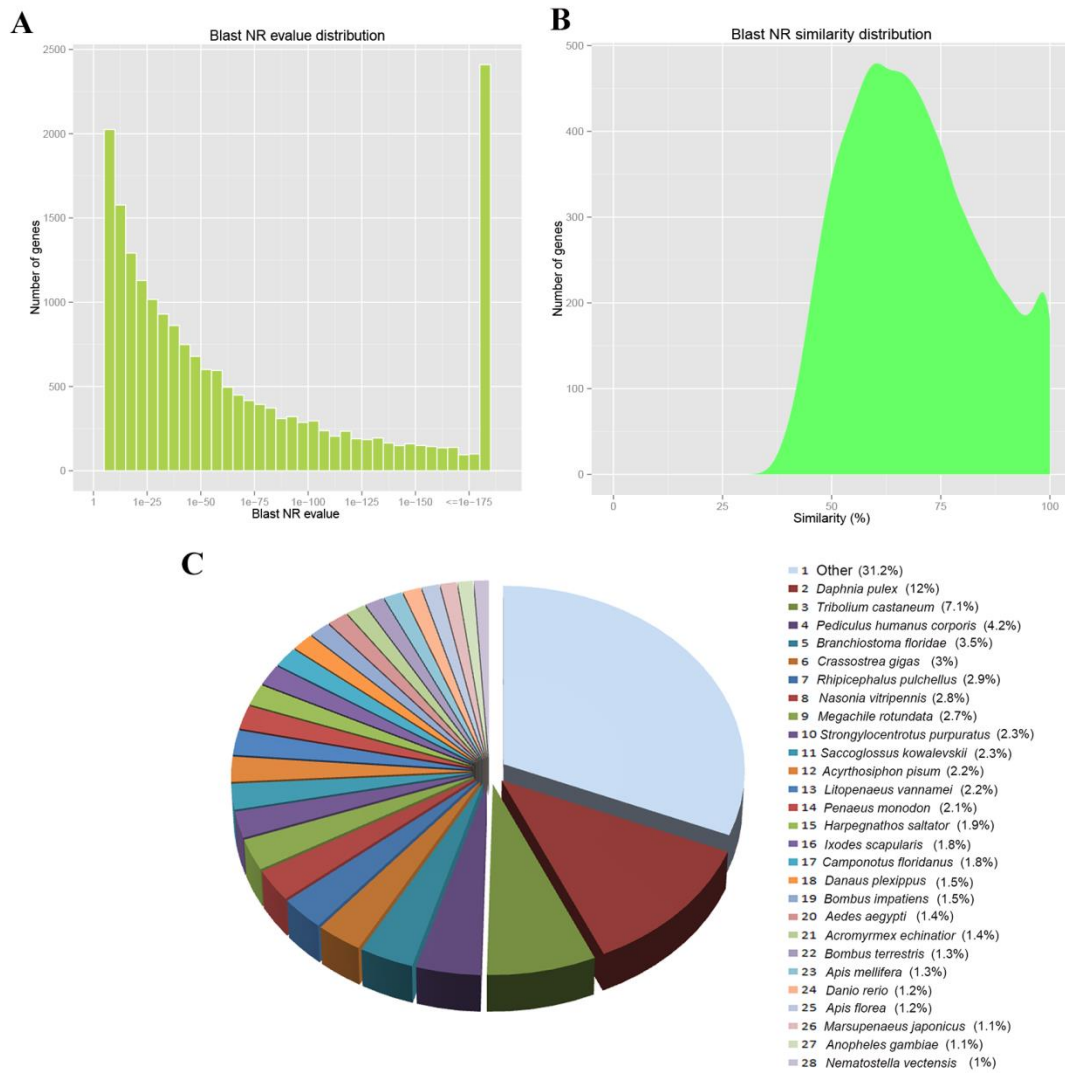 A
Blast NR evalue distribution
Number of genes
2500
2000
1500
1000
500
0
1 1e−25 1e−50 1e−75 1e−100 1e−125 1e−150 <=1e−175
Blast NR evalue
B
Blast NR similarity distribution
Number of genes
500
400
300
200
100
0
0 25 50 75 100
Similarity (%)
C
1 Other (31.2%)
2 Daphnia pulex (12%)
3 Tribolium castaneum (7.1%)
4 Pediculus humanus corporis (4.2%)
5 Branchiostoma floridae (3.5%)
6 Crassostrea gigas (3%)
7 Rhipicephalus pulchellus (2.9%)
8 Nasonia vitripennis (2.8%)
9 Megachile rotundata (2.7%)
10 Strongylocentrotus purpuratus (2.3%)
11 Saccoglossus kowalevskii (2.3%)
12 Acyrthosiphon pisum (2.2%)
13 Litopenaeus vannamei (2.2%)
14 Penaeus monodon (2.1%)
15 Harpegnathos saltator (1.9%)
16 Ixodes scapularis (1.8%)
17 Camponotus floridanus (1.8%)
18 Danaus plexippus (1.5%)
19 Bombus impatiens (1.5%)
20 Aedes aegypti (1.4%)
21 Acromyrmex echinatior (1.4%)
22 Bombus terrestris (1.3%)
23 Apis mellifera (1.3%)
24 Danio rerio (1.2%)
25 Apis florea (1.2%)
26 Marsupenaeus japonicus (1.1%)
27 Anopheles gambiae (1.1%)
28 Nematostella vectensis (1%)